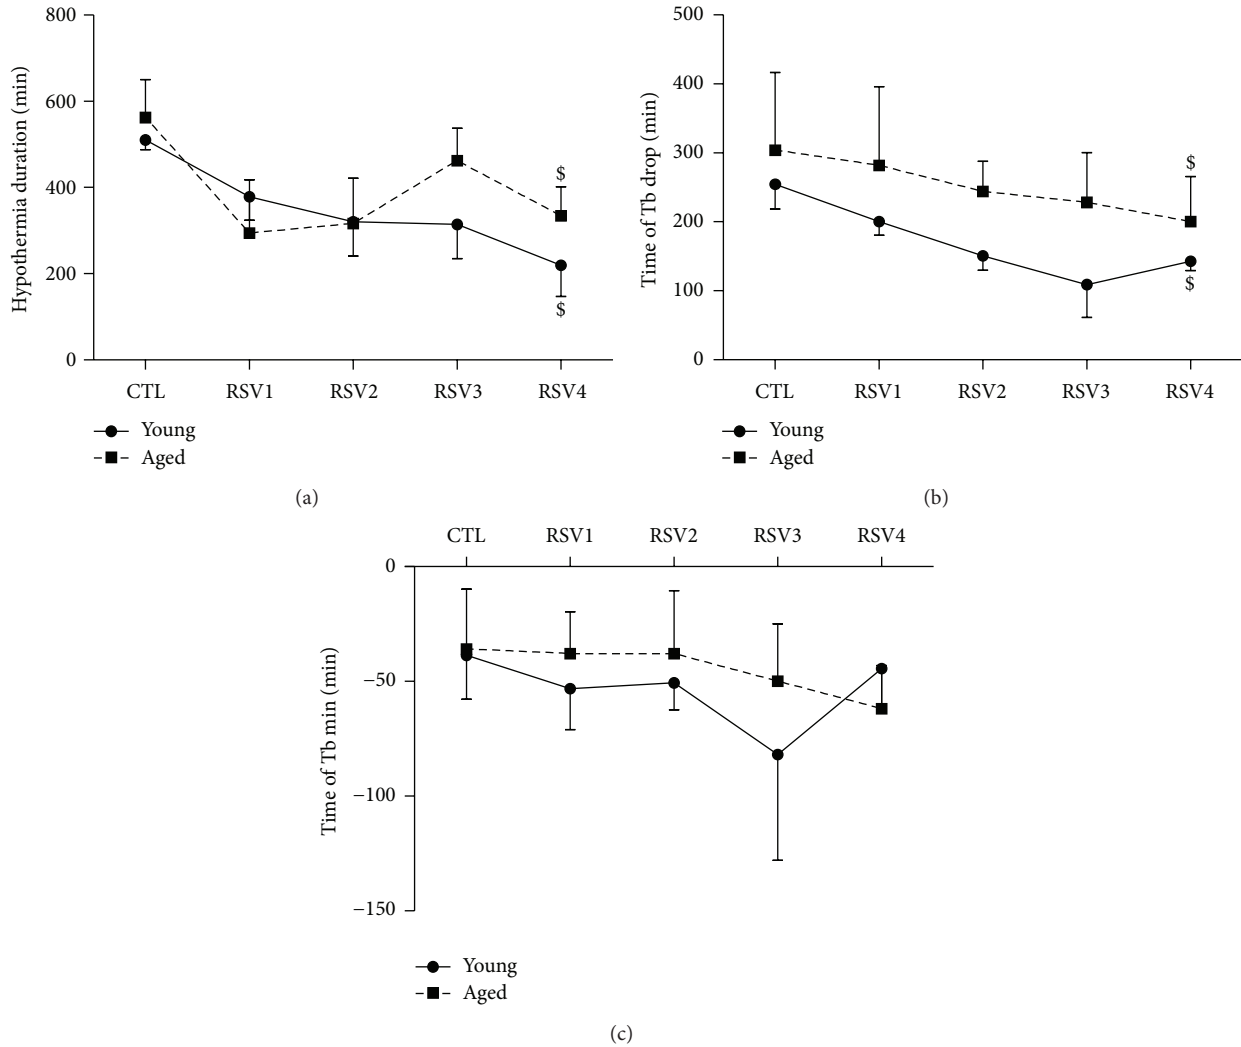 Hypothermia duration (min)
800
600
400
200
0
$
$
CTL RSV1 RSV2 RSV3 RSV4
Young
Aged
(a)
Time of Tb drop (min)
500
400
300
200
100
0
$
$
CTL RSV1 RSV2 RSV3 RSV4
Young
Aged
(b)
CTL RSV1 RSV2 RSV3 RSV4
Time of Tb min (min)
0
−50
−100
−150
Young
Aged
(c)